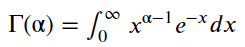 Γ(α) = ∫₀^∞ x^{α−1} e^{−x} dx